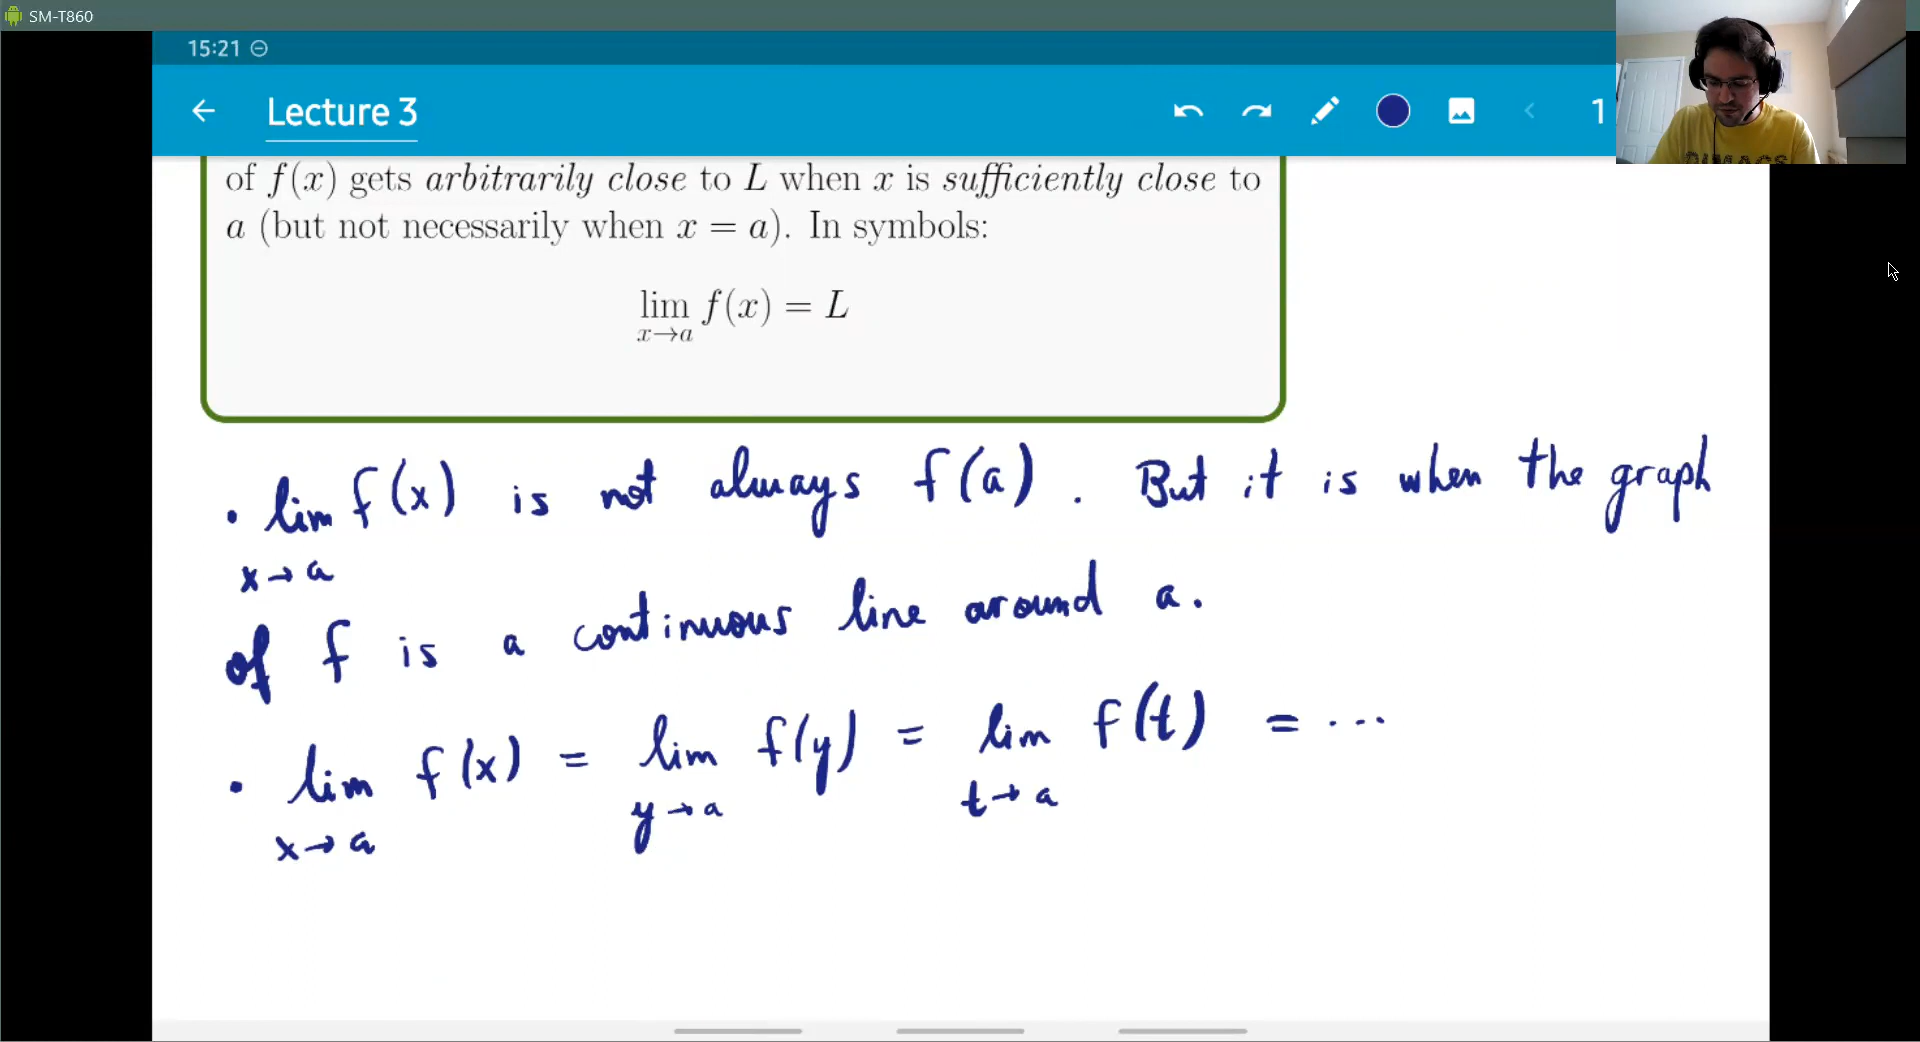 SM-T860
15:21
Lecture 3
1
of f(x) gets arbitrarily close to L when x is sufficiently close to
a (but not necessarily when x = a). In symbols:
lim f(x) = L
x→a
• lim f(x) is not always f(a). But it is when the graph
x→a
of f is a continuous line around a.
• lim f(x) = lim f(y) = lim f(t) = ...
x→a y→a t→a
DIMACS